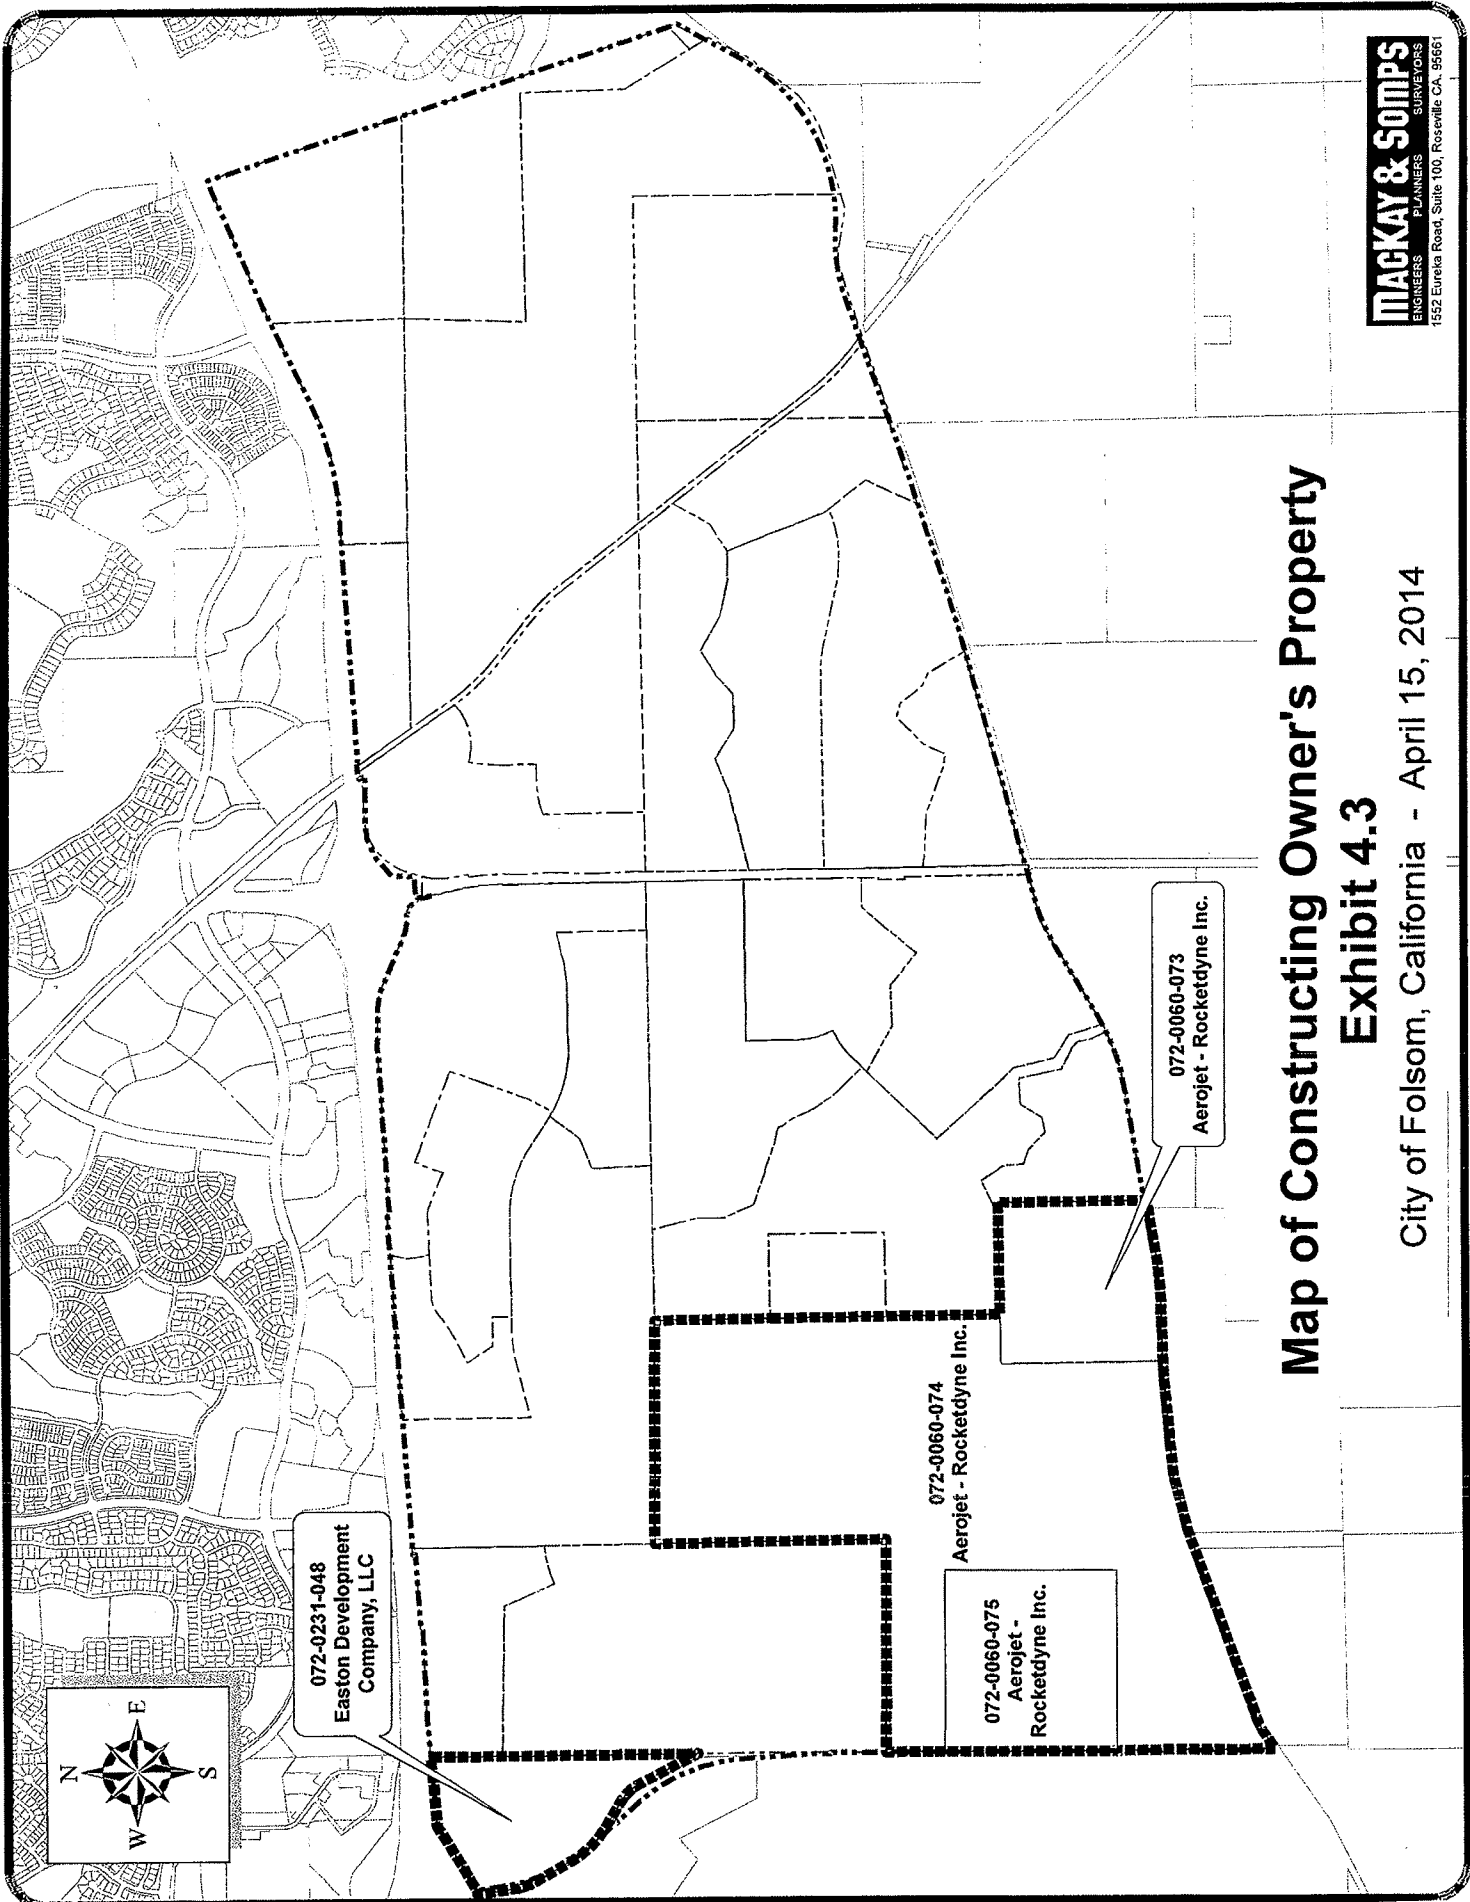 N
W
E
S
072-0231-048
Easton Development
Company, LLC
072-0060-075
Aerojet -
Rocketdyne Inc.
072-0060-074
Aerojet - Rocketdyne Inc.
072-0060-073
Aerojet - Rocketdyne Inc.
Map of Constructing Owner's Property
Exhibit 4.3
City of Folsom, California - April 15, 2014
MACKAY & SOMPS
ENGINEERS PLANNERS SURVEYORS
1552 Eureka Road, Suite 100, Roseville CA. 95661